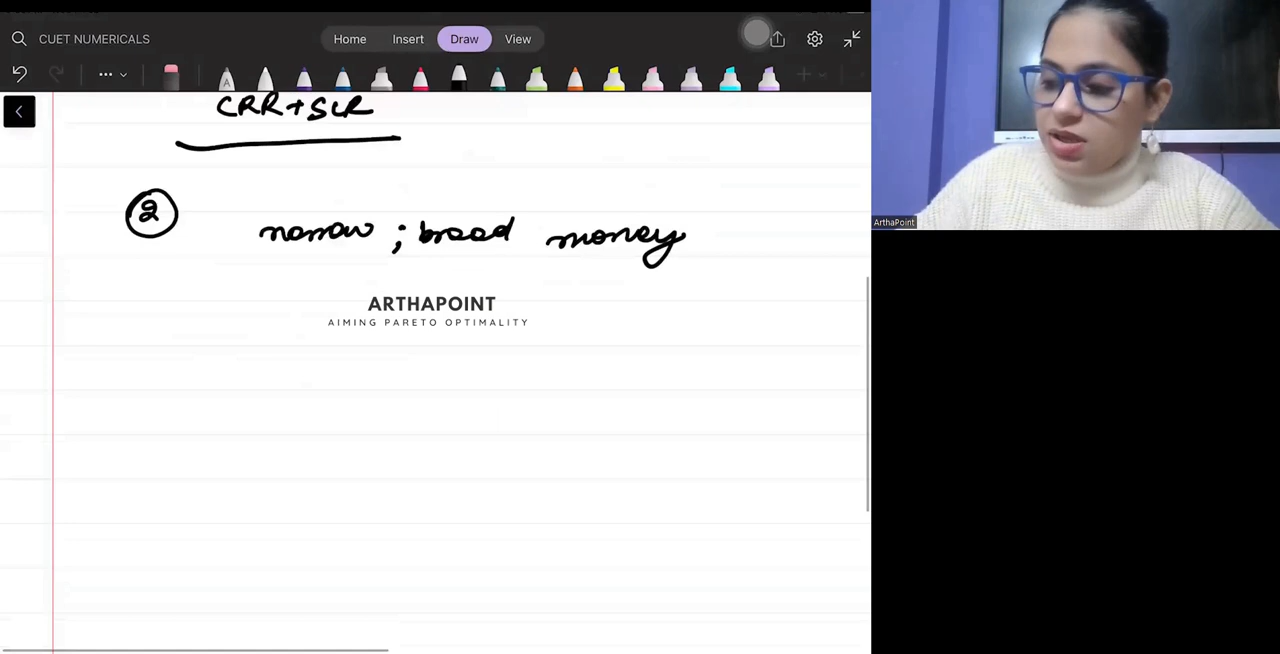 CUET NUMERICALS
Home Insert Draw View
A
CRR + SLR
2 narrow ; broad money
ARTHAPOINT
AIMING PARETO OPTIMALITY
ArthaPoint